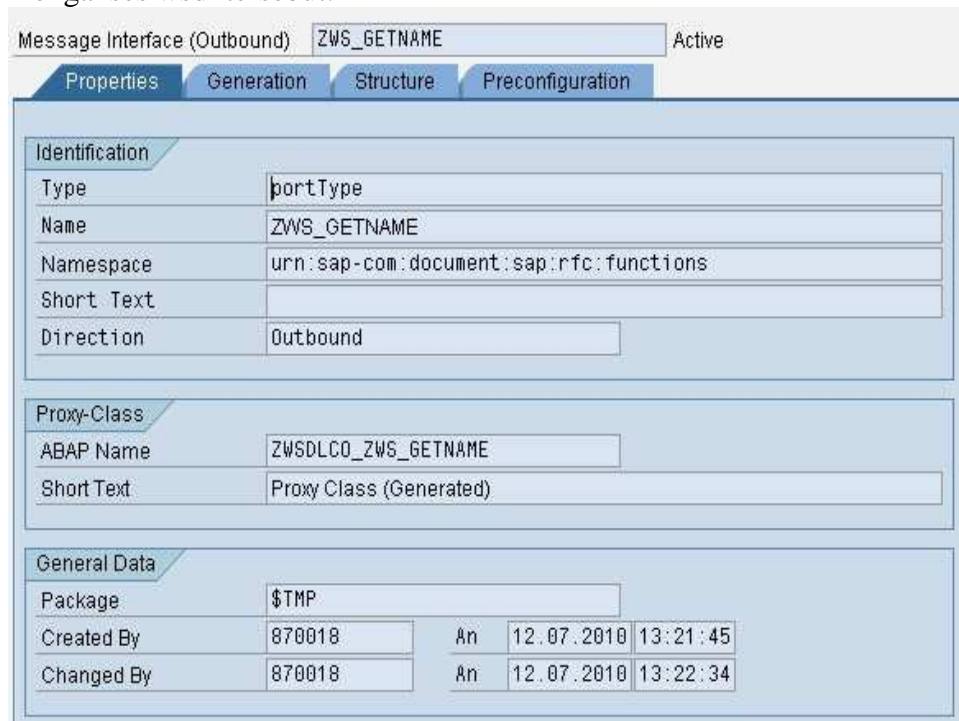 Message Interface (Outbound) ZWS_GETNAME Active
Properties Generation Structure Preconfiguration
Identification
Type portType
Name ZWS_GETNAME
Namespace urn:sap-com:document:sap:rfc:functions
Short Text
Direction Outbound
Proxy-Class
ABAP Name ZWSDLCO_ZWS_GETNAME
Short Text Proxy Class (Generated)
General Data
Package $TMP
Created By 870018 An 12.07.2010 13:21:45
Changed By 870018 An 12.07.2010 13:22:34